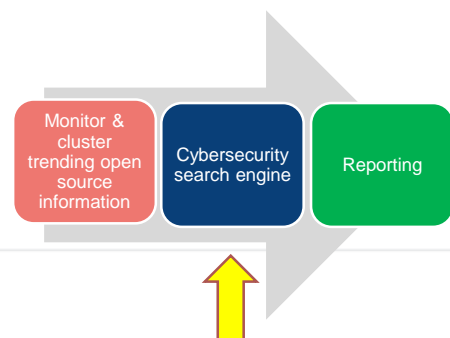 Monitor &
cluster
trending open
source
information
Cybersecurity
search engine
Reporting